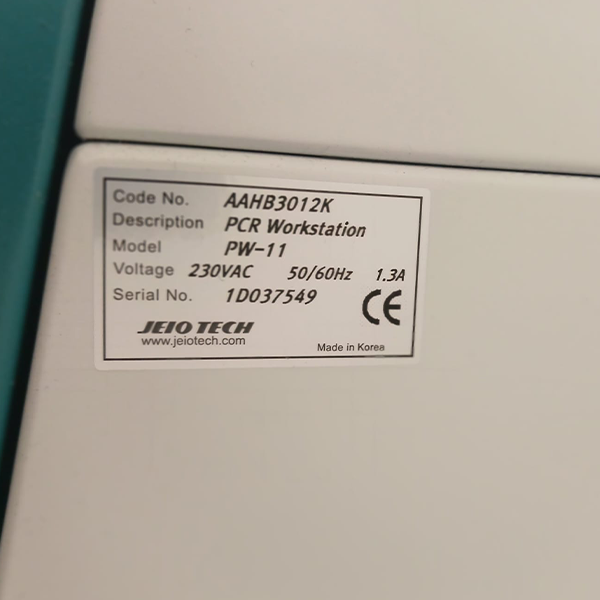 Code No. AAHB3012K
Description PCR Workstation
Model PW-11
Voltage 230VAC 50/60Hz 1.3A
Serial No. 1D037549
CE
JEIO TECH
www.jeiotech.com
Made in Korea